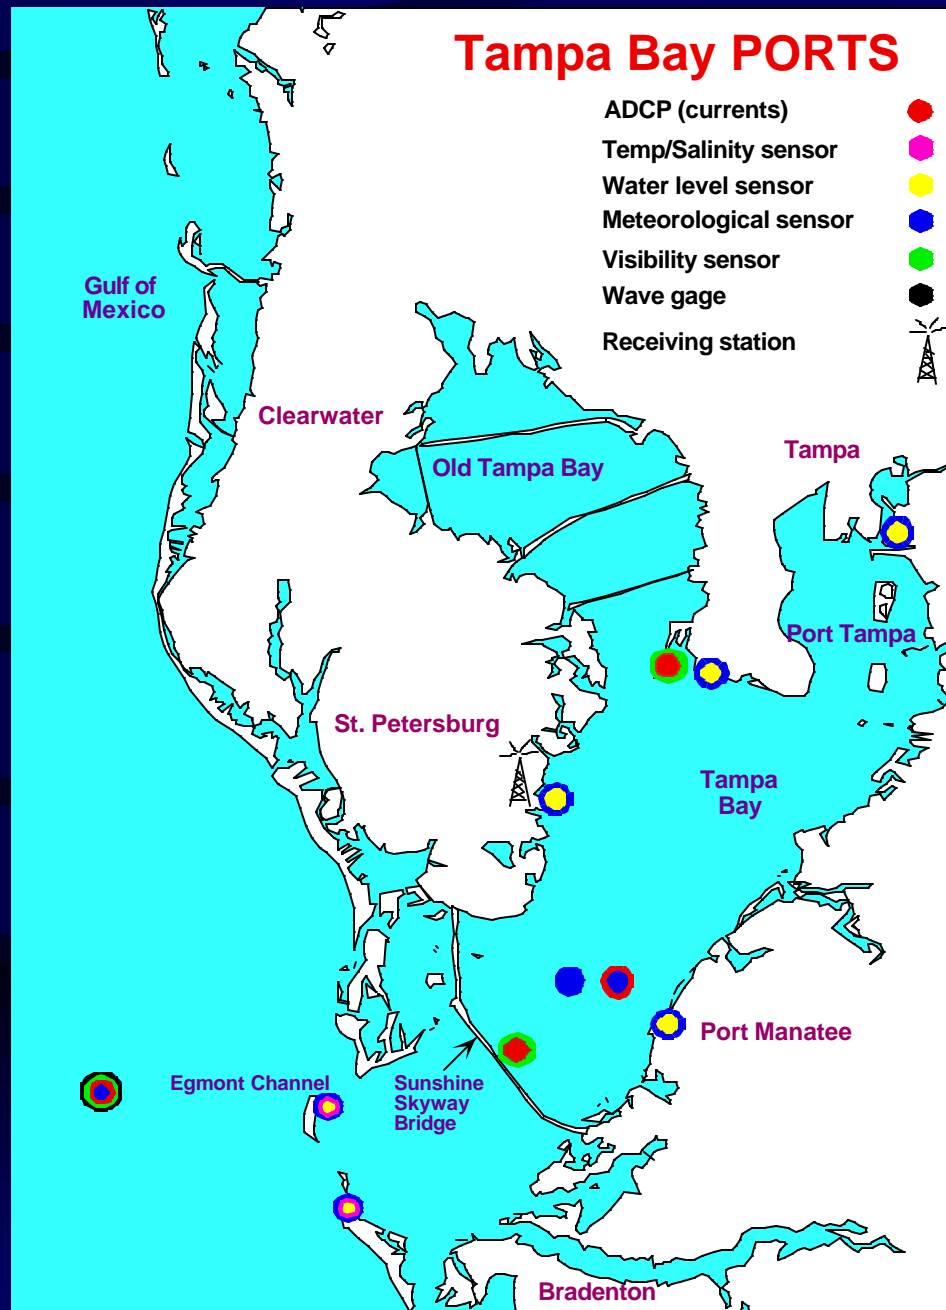 Tampa Bay PORTS
ADCP (currents)
Temp/Salinity sensor
Water level sensor
Meteorological sensor
Visibility sensor
Wave gage
Receiving station
Gulf of
Mexico
Clearwater
Old Tampa Bay
Tampa
Port Tampa
St. Petersburg
Tampa
Bay
Port Manatee
Egmont Channel
Sunshine
Skyway
Bridge
Bradenton